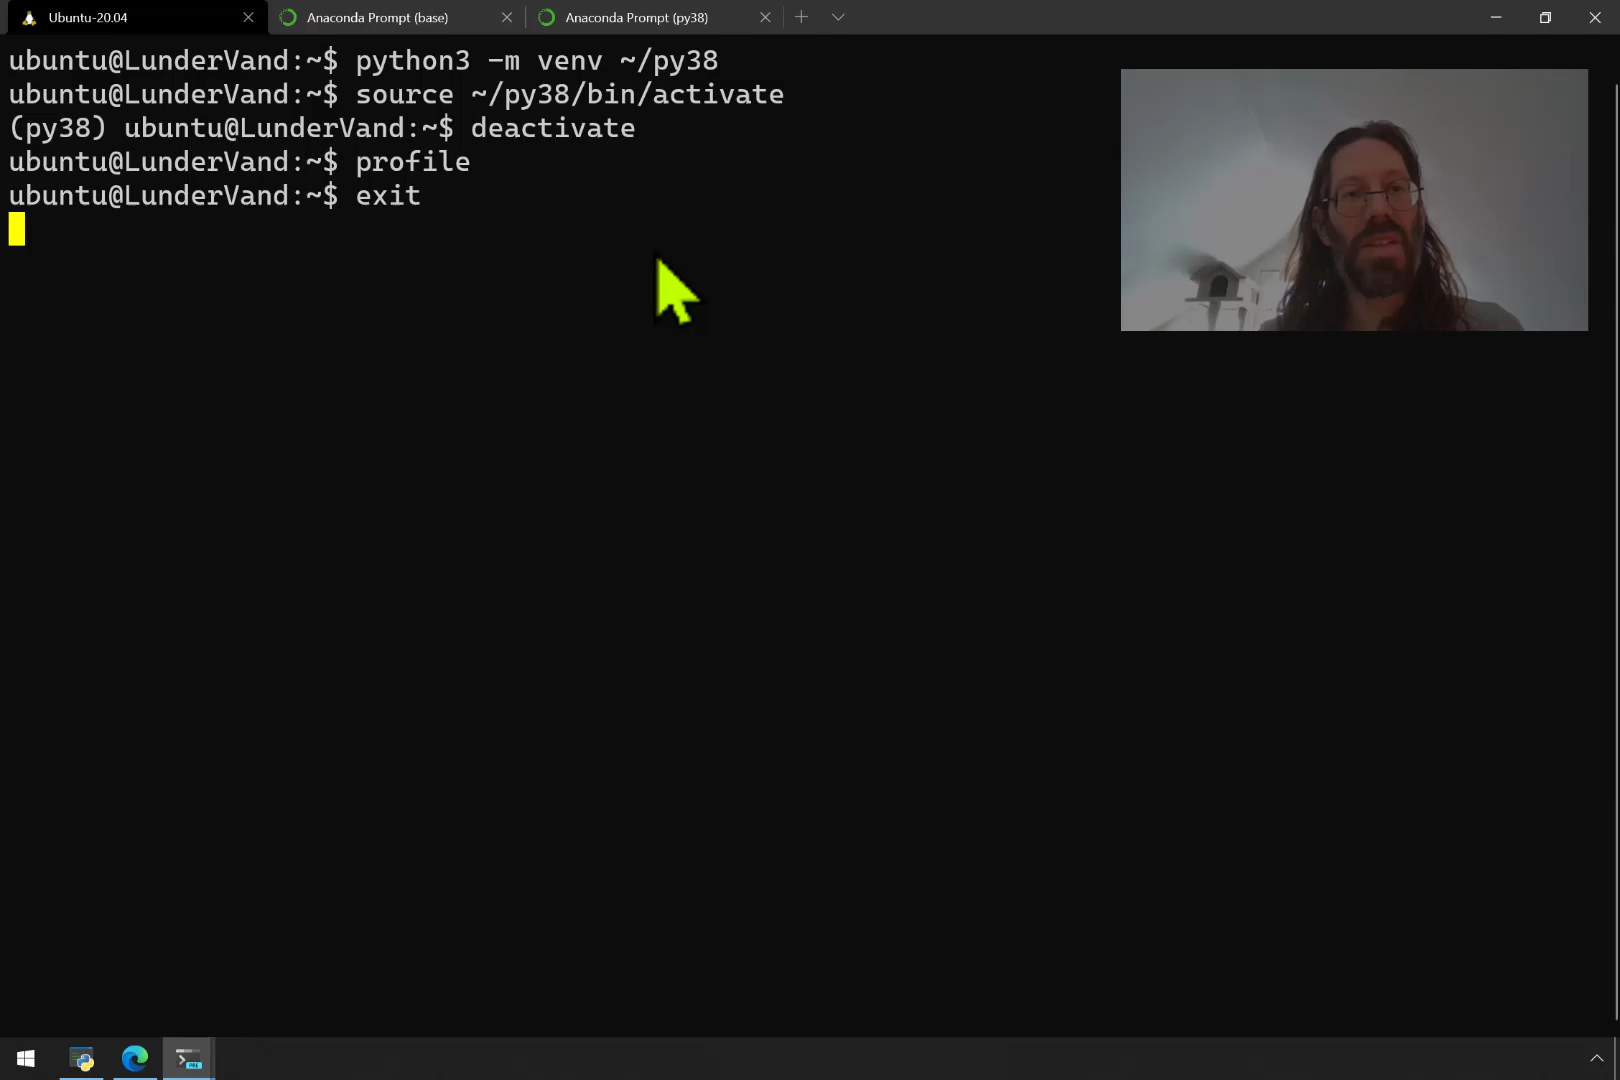 Ubuntu-20.04
Anaconda Prompt (base)
Anaconda Prompt (py38)
ubuntu@LunderVand:~$ python3 -m venv ~/py38
ubuntu@LunderVand:~$ source ~/py38/bin/activate
(py38) ubuntu@LunderVand:~$ deactivate
ubuntu@LunderVand:~$ profile
ubuntu@LunderVand:~$ exit
PRE